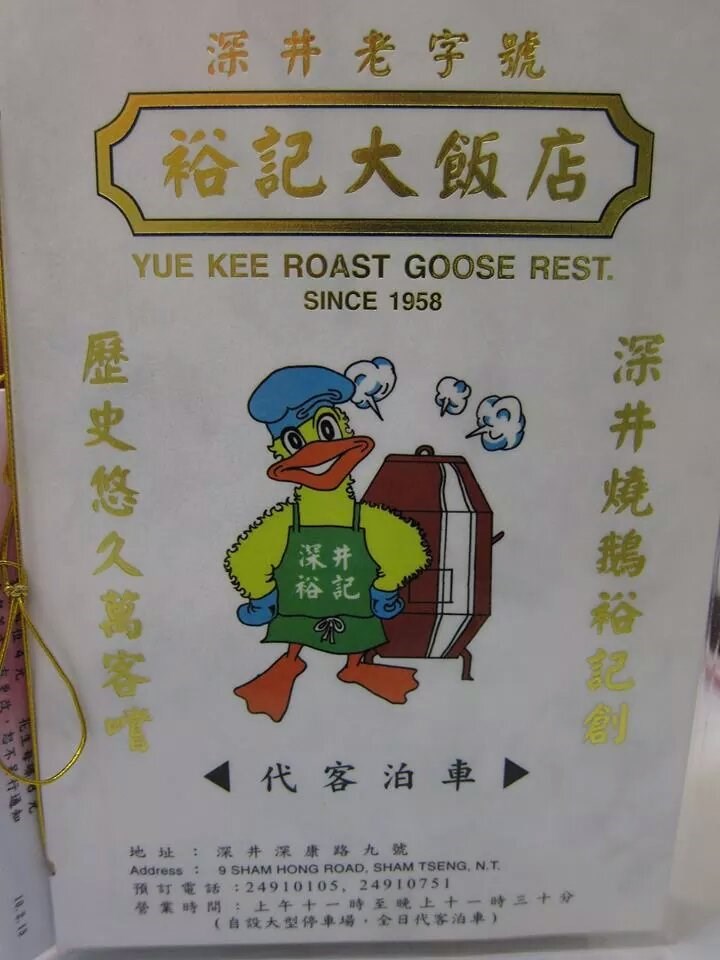 深井老字號
裕記大飯店
YUE KEE ROAST GOOSE REST.
SINCE 1958
深井燒鵝裕記創
歷史悠久萬客嚐
深井
裕記
◀ 代客泊車 ▶
地址：深井深康路九號
Address : 9 SHAM HONG ROAD, SHAM TSENG, N.T.
預訂電話：24910105, 24910751
營業時間：上午十一時至晚上十一時三十分
(自設大型停車場，全日代客泊車)